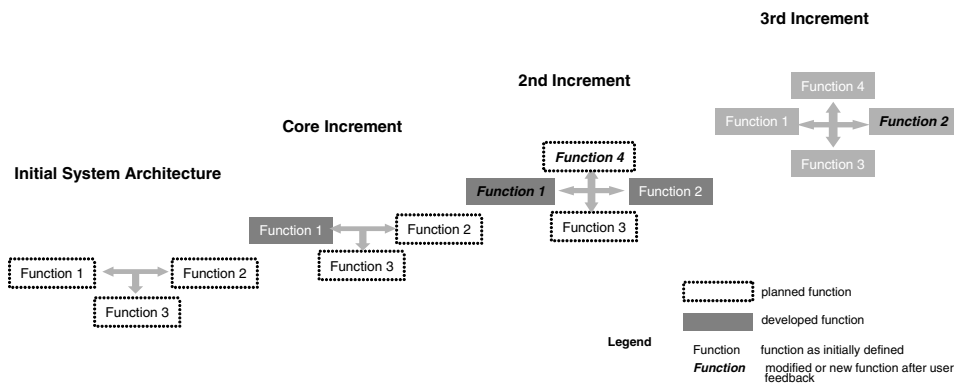 3rd Increment
Function 4
Function 1
Function 2
Function 3
2nd Increment
Function 4
Function 1
Function 2
Function 3
Core Increment
Function 1
Function 2
Function 3
Initial System Architecture
Function 1
Function 2
Function 3
Legend
planned function
developed function
Function function as initially defined
Function modified or new function after user
feedback